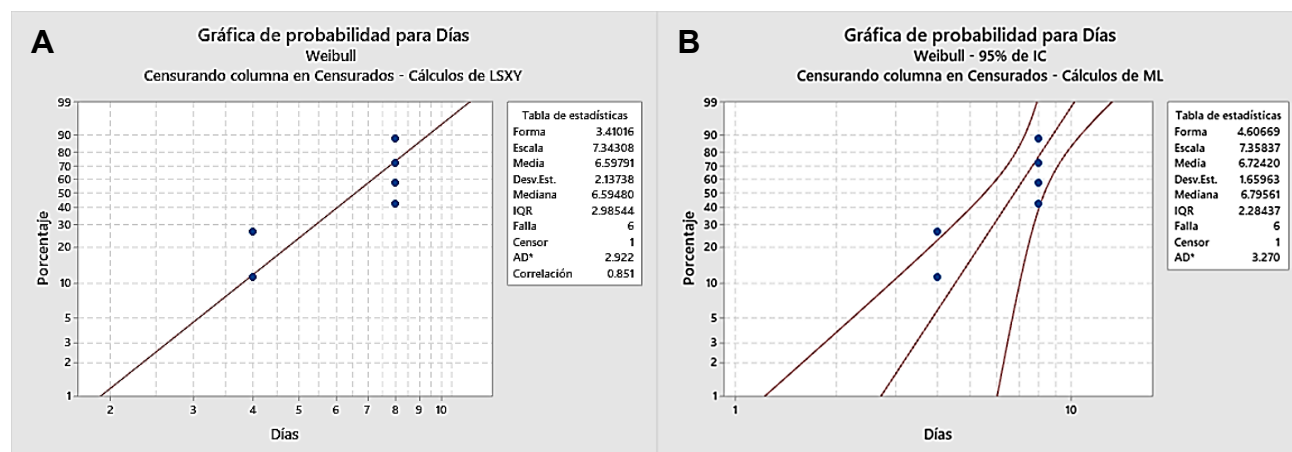 A
Gráfica de probabilidad para Días
Weibull
Censurando columna en Censurados - Cálculos de LSXY
Porcentaje
99
90
80
70
60
50
40
30
20
10
5
3
2
1
2
3
4
5
6
7
8
9
10
Días
Tabla de estadísticas
Forma 3.41016
Escala 7.34308
Media 6.59791
Desv.Est. 2.13738
Mediana 6.59480
IQR 2.98544
Falla 6
Censor 1
AD* 2.922
Correlación 0.851
B
Gráfica de probabilidad para Días
Weibull - 95% de IC
Censurando columna en Censurados - Cálculos de ML
Porcentaje
99
90
80
70
60
50
40
30
20
10
5
3
2
1
1
10
Días
Tabla de estadísticas
Forma 4.60669
Escala 7.35837
Media 6.72420
Desv.Est. 1.65963
Mediana 6.79561
IQR 2.28437
Falla 6
Censor 1
AD* 3.270